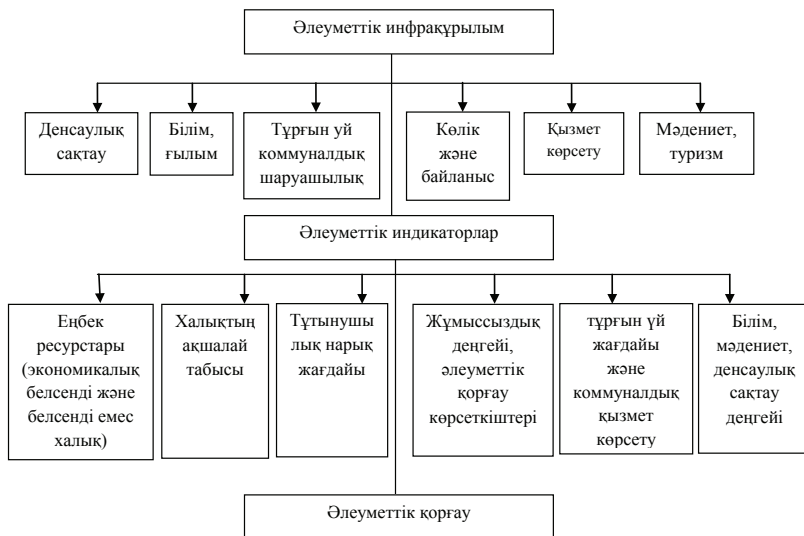 Әлеуметтік инфрақұрылым
Денсаулық
сақтау
Білім,
ғылым
Тұрғын уй
коммуналдық
шаруашылық
Көлік
және
байланыс
Қызмет
көрсету
Мәдениет,
туризм
Әлеуметтік индикаторлар
Еңбек
ресурстары
(экономикалық
белсенді және
белсенді емес
халық)
Халықтың
ақшалай
табысы
Тұтынушы
лық нарық
жағдайы
Жұмыссыздық
деңгейі,
әлеуметтік
қорғау
көрсеткіштері
тұрғын үй
жағдайы
және
коммуналдық
қызмет
көрсету
Білім,
мәдениет,
денсаулық
сақтау
деңгейі
Әлеуметтік қорғау